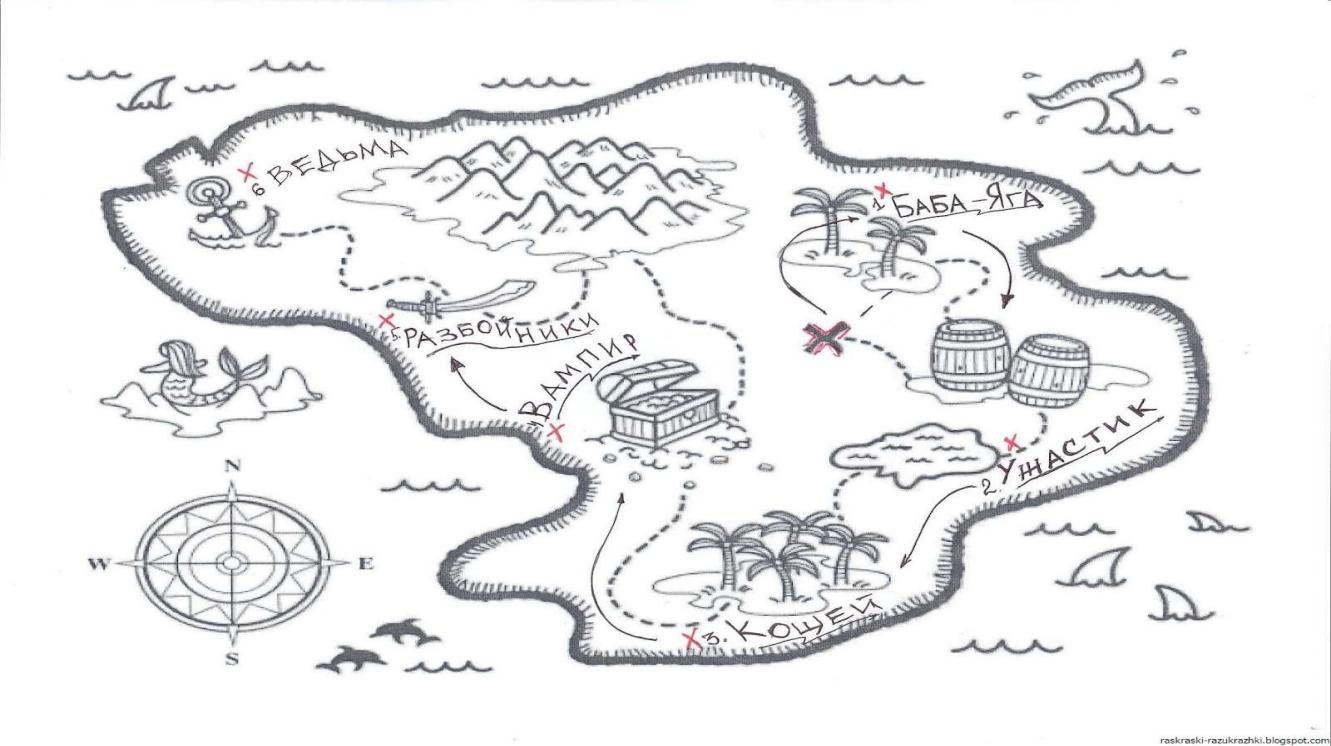 6 ВЕДЬМА
1 БАБА-ЯГА
5. РАЗБОЙНИКИ
4 ВАМПИР
2. УЖАСТИК
3. КОЩЕЙ
N
W
E
S
raskraski-razukrazhki.blogspot.com